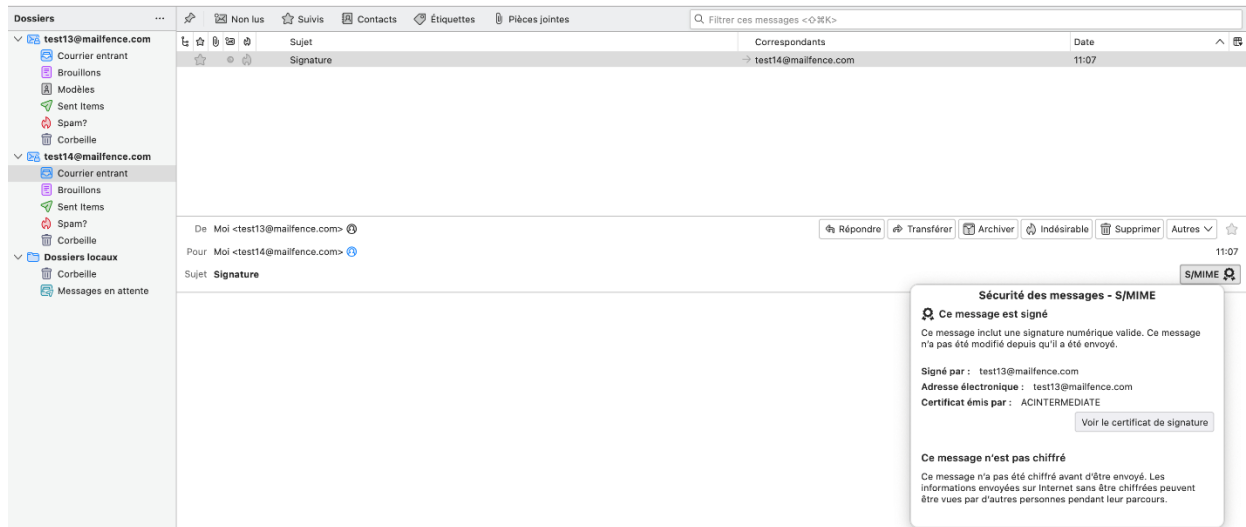 Dossiers ...
test13@mailfence.com
Courrier entrant
Brouillons
Modèles
Sent Items
Spam?
Corbeille
test14@mailfence.com
Courrier entrant
Brouillons
Sent Items
Spam?
Corbeille
Dossiers locaux
Corbeille
Messages en attente
Non lus Suivis Contacts Étiquettes Pièces jointes Filtrer ces messages <⇧⌘K>
Sujet Correspondants Date
Signature → test14@mailfence.com 11:07
De Moi <test13@mailfence.com> Répondre Transférer Archiver Indésirable Supprimer Autres
Pour Moi <test14@mailfence.com> 11:07
Sujet Signature S/MIME
Sécurité des messages - S/MIME
Ce message est signé
Ce message inclut une signature numérique valide. Ce message
n'a pas été modifié depuis qu'il a été envoyé.
Signé par : test13@mailfence.com
Adresse électronique : test13@mailfence.com
Certificat émis par : ACINTERMEDIATE
Voir le certificat de signature
Ce message n'est pas chiffré
Ce message n'a pas été chiffré avant d'être envoyé. Les
informations envoyées sur Internet sans être chiffrées peuvent
être vues par d'autres personnes pendant leur parcours.